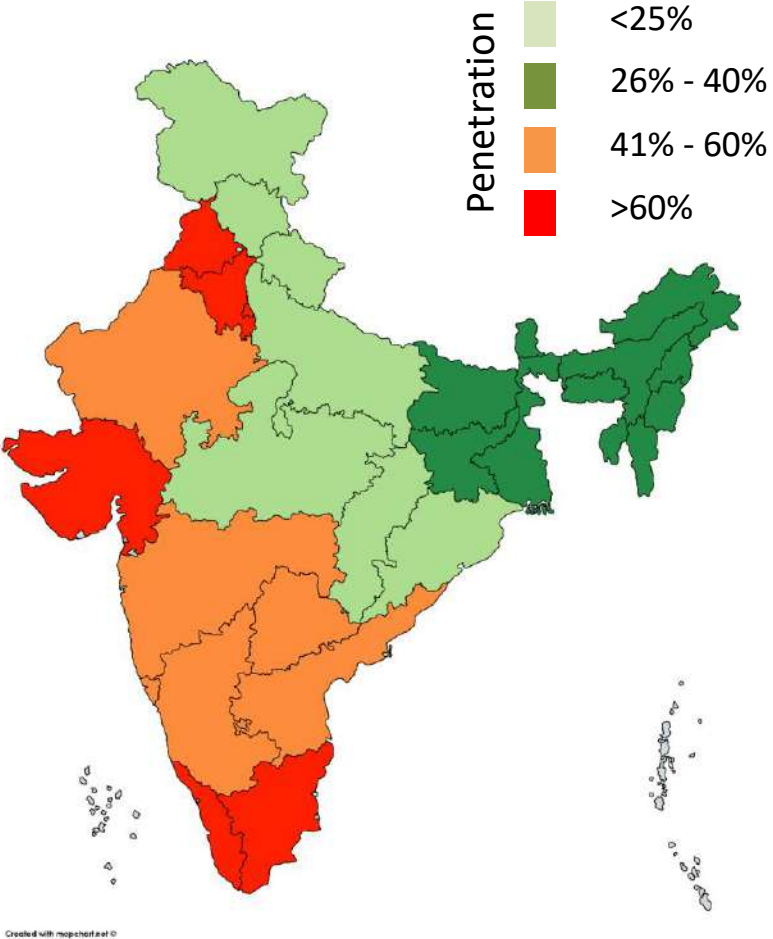 Penetration
<25%
26% - 40%
41% - 60%
>60%
Created with mapchart.net ©